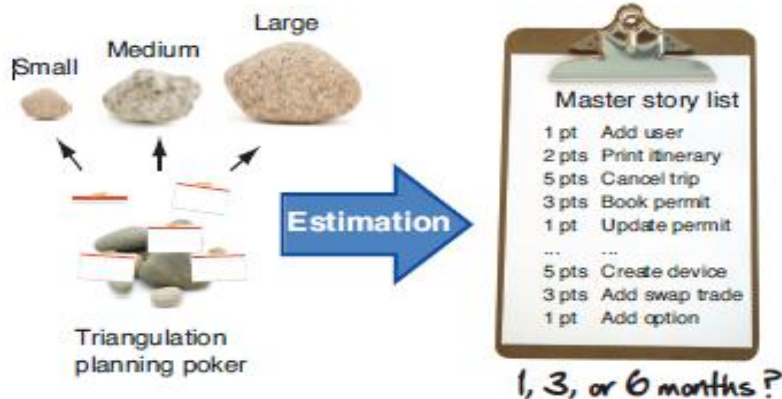 Small
Medium
Large
Triangulation
planning poker
Estimation
Master story list
1 pt Add user
2 pts Print itinerary
5 pts Cancel trip
3 pts Book permit
1 pt Update permit
... ...
5 pts Create device
3 pts Add swap trade
1 pt Add option
1, 3, or 6 months?